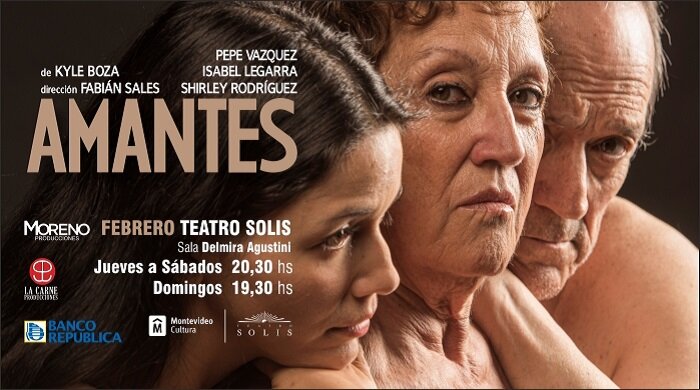 de KYLE BOZA
dirección FABIÁN SALES
PEPE VAZQUEZ
ISABEL LEGARRA
SHIRLEY RODRÍGUEZ
AMANTES
MORENO
PRODUCCIONES
FEBRERO TEATRO SOLIS
Sala Delmira Agustini
Jueves a Sábados 20,30 hs
Domingos 19,30 hs
LA CARNE
PRODUCCIONES
BANCO
REPUBLICA
M
Montevideo
Cultura
TEATRO
SOLIS